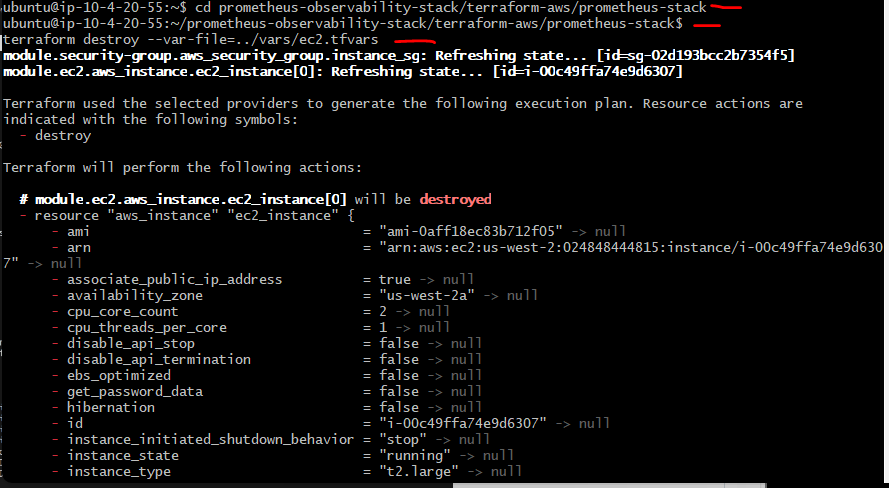 ubuntu@ip-10-4-20-55:~$ cd prometheus-observability-stack/terraform-aws/prometheus-stack
ubuntu@ip-10-4-20-55:~/prometheus-observability-stack/terraform-aws/prometheus-stack$
terraform destroy --var-file=../vars/ec2.tfvars
module.security-group.aws_security_group.instance_sg: Refreshing state... [id=sg-02d193bcc2b7354f5]
module.ec2.aws_instance.ec2_instance[0]: Refreshing state... [id=i-00c49ffa74e9d6307]
Terraform used the selected providers to generate the following execution plan. Resource actions are
indicated with the following symbols:
- destroy
Terraform will perform the following actions:
# module.ec2.aws_instance.ec2_instance[0] will be destroyed
- resource "aws_instance" "ec2_instance" {
- ami = "ami-0aff18ec83b712f05" -> null
- arn = "arn:aws:ec2:us-west-2:024848444815:instance/i-00c49ffa74e9d630
7" -> null
- associate_public_ip_address = true -> null
- availability_zone = "us-west-2a" -> null
- cpu_core_count = 2 -> null
- cpu_threads_per_core = 1 -> null
- disable_api_stop = false -> null
- disable_api_termination = false -> null
- ebs_optimized = false -> null
- get_password_data = false -> null
- hibernation = false -> null
- id = "i-00c49ffa74e9d6307" -> null
- instance_initiated_shutdown_behavior = "stop" -> null
- instance_state = "running" -> null
- instance_type = "t2.large" -> null